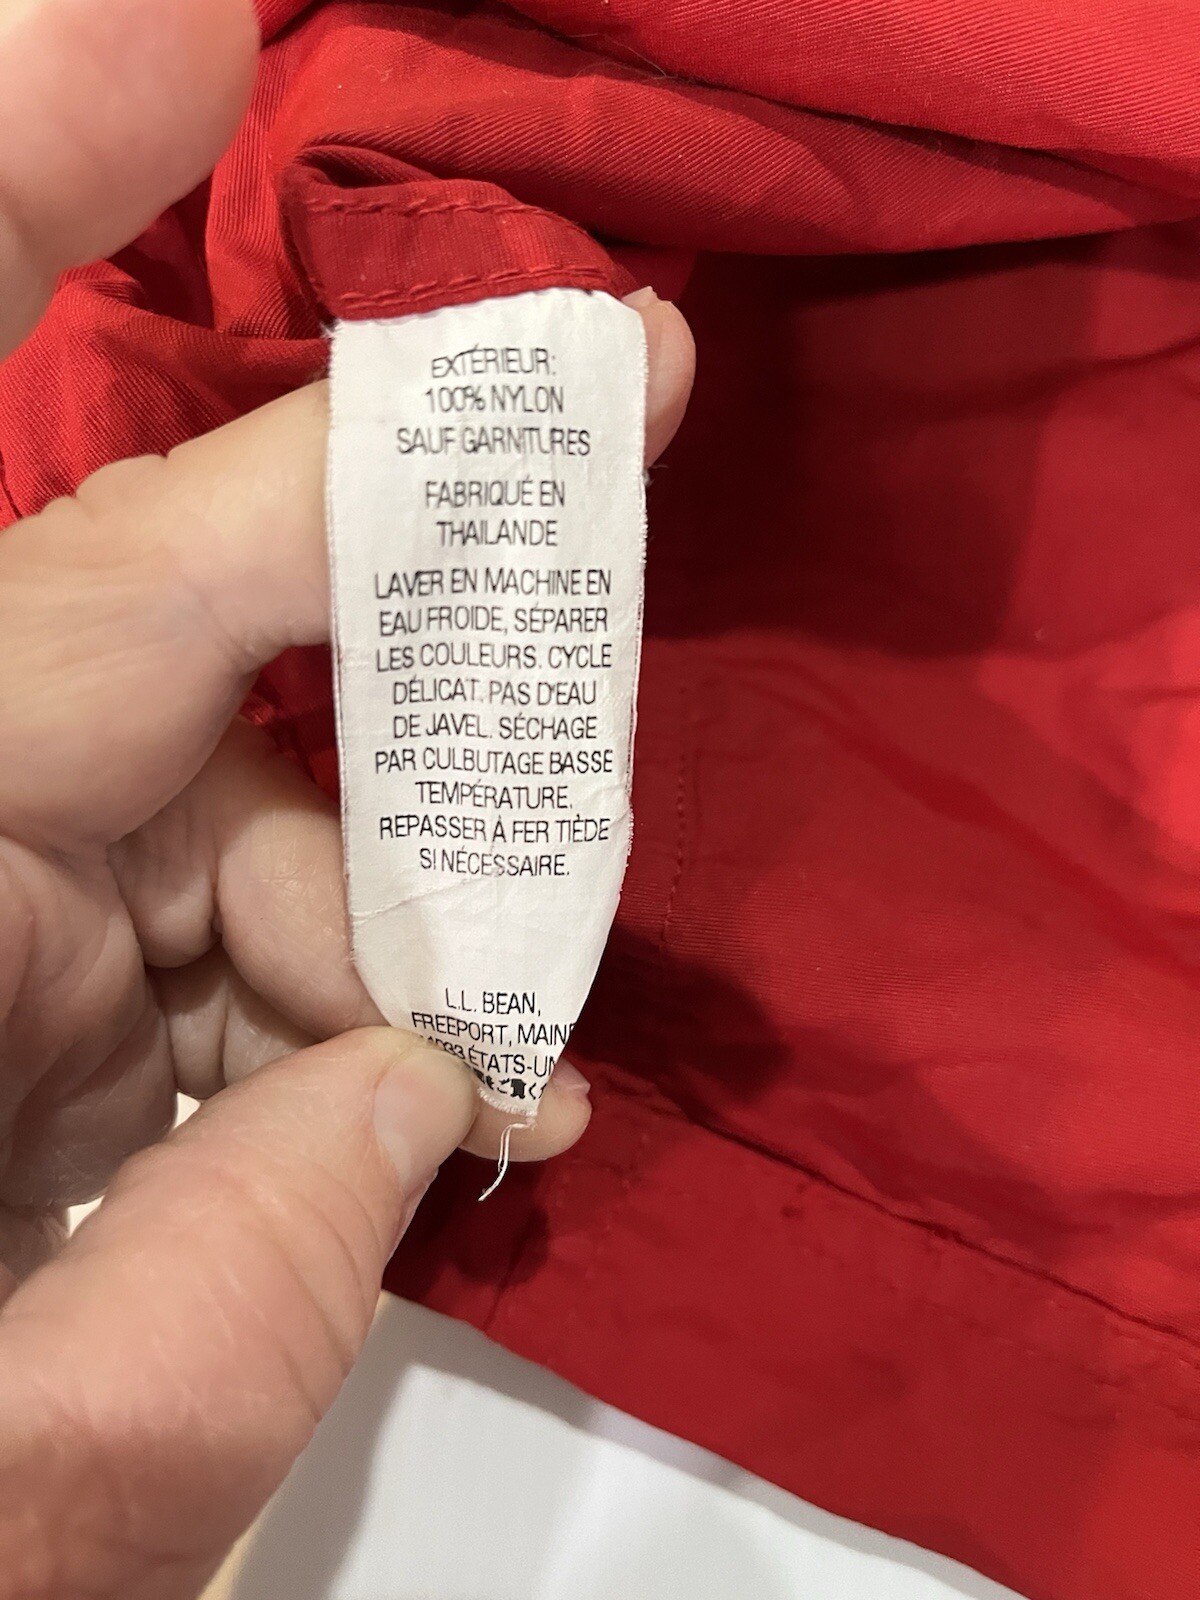 EXTÉRIEUR:
100% NYLON
SAUF GARNITURES
FABRIQUÉ EN
THAILANDE
LAVER EN MACHINE EN
EAU FROIDE, SÉPARER
LES COULEURS. CYCLE
DÉLICAT. PAS D'EAU
DE JAVEL. SÉCHAGE
PAR CULBUTAGE BASSE
TEMPÉRATURE.
REPASSER À FER TIÈDE
SI NÉCESSAIRE.
L.L. BEAN,
FREEPORT, MAINE